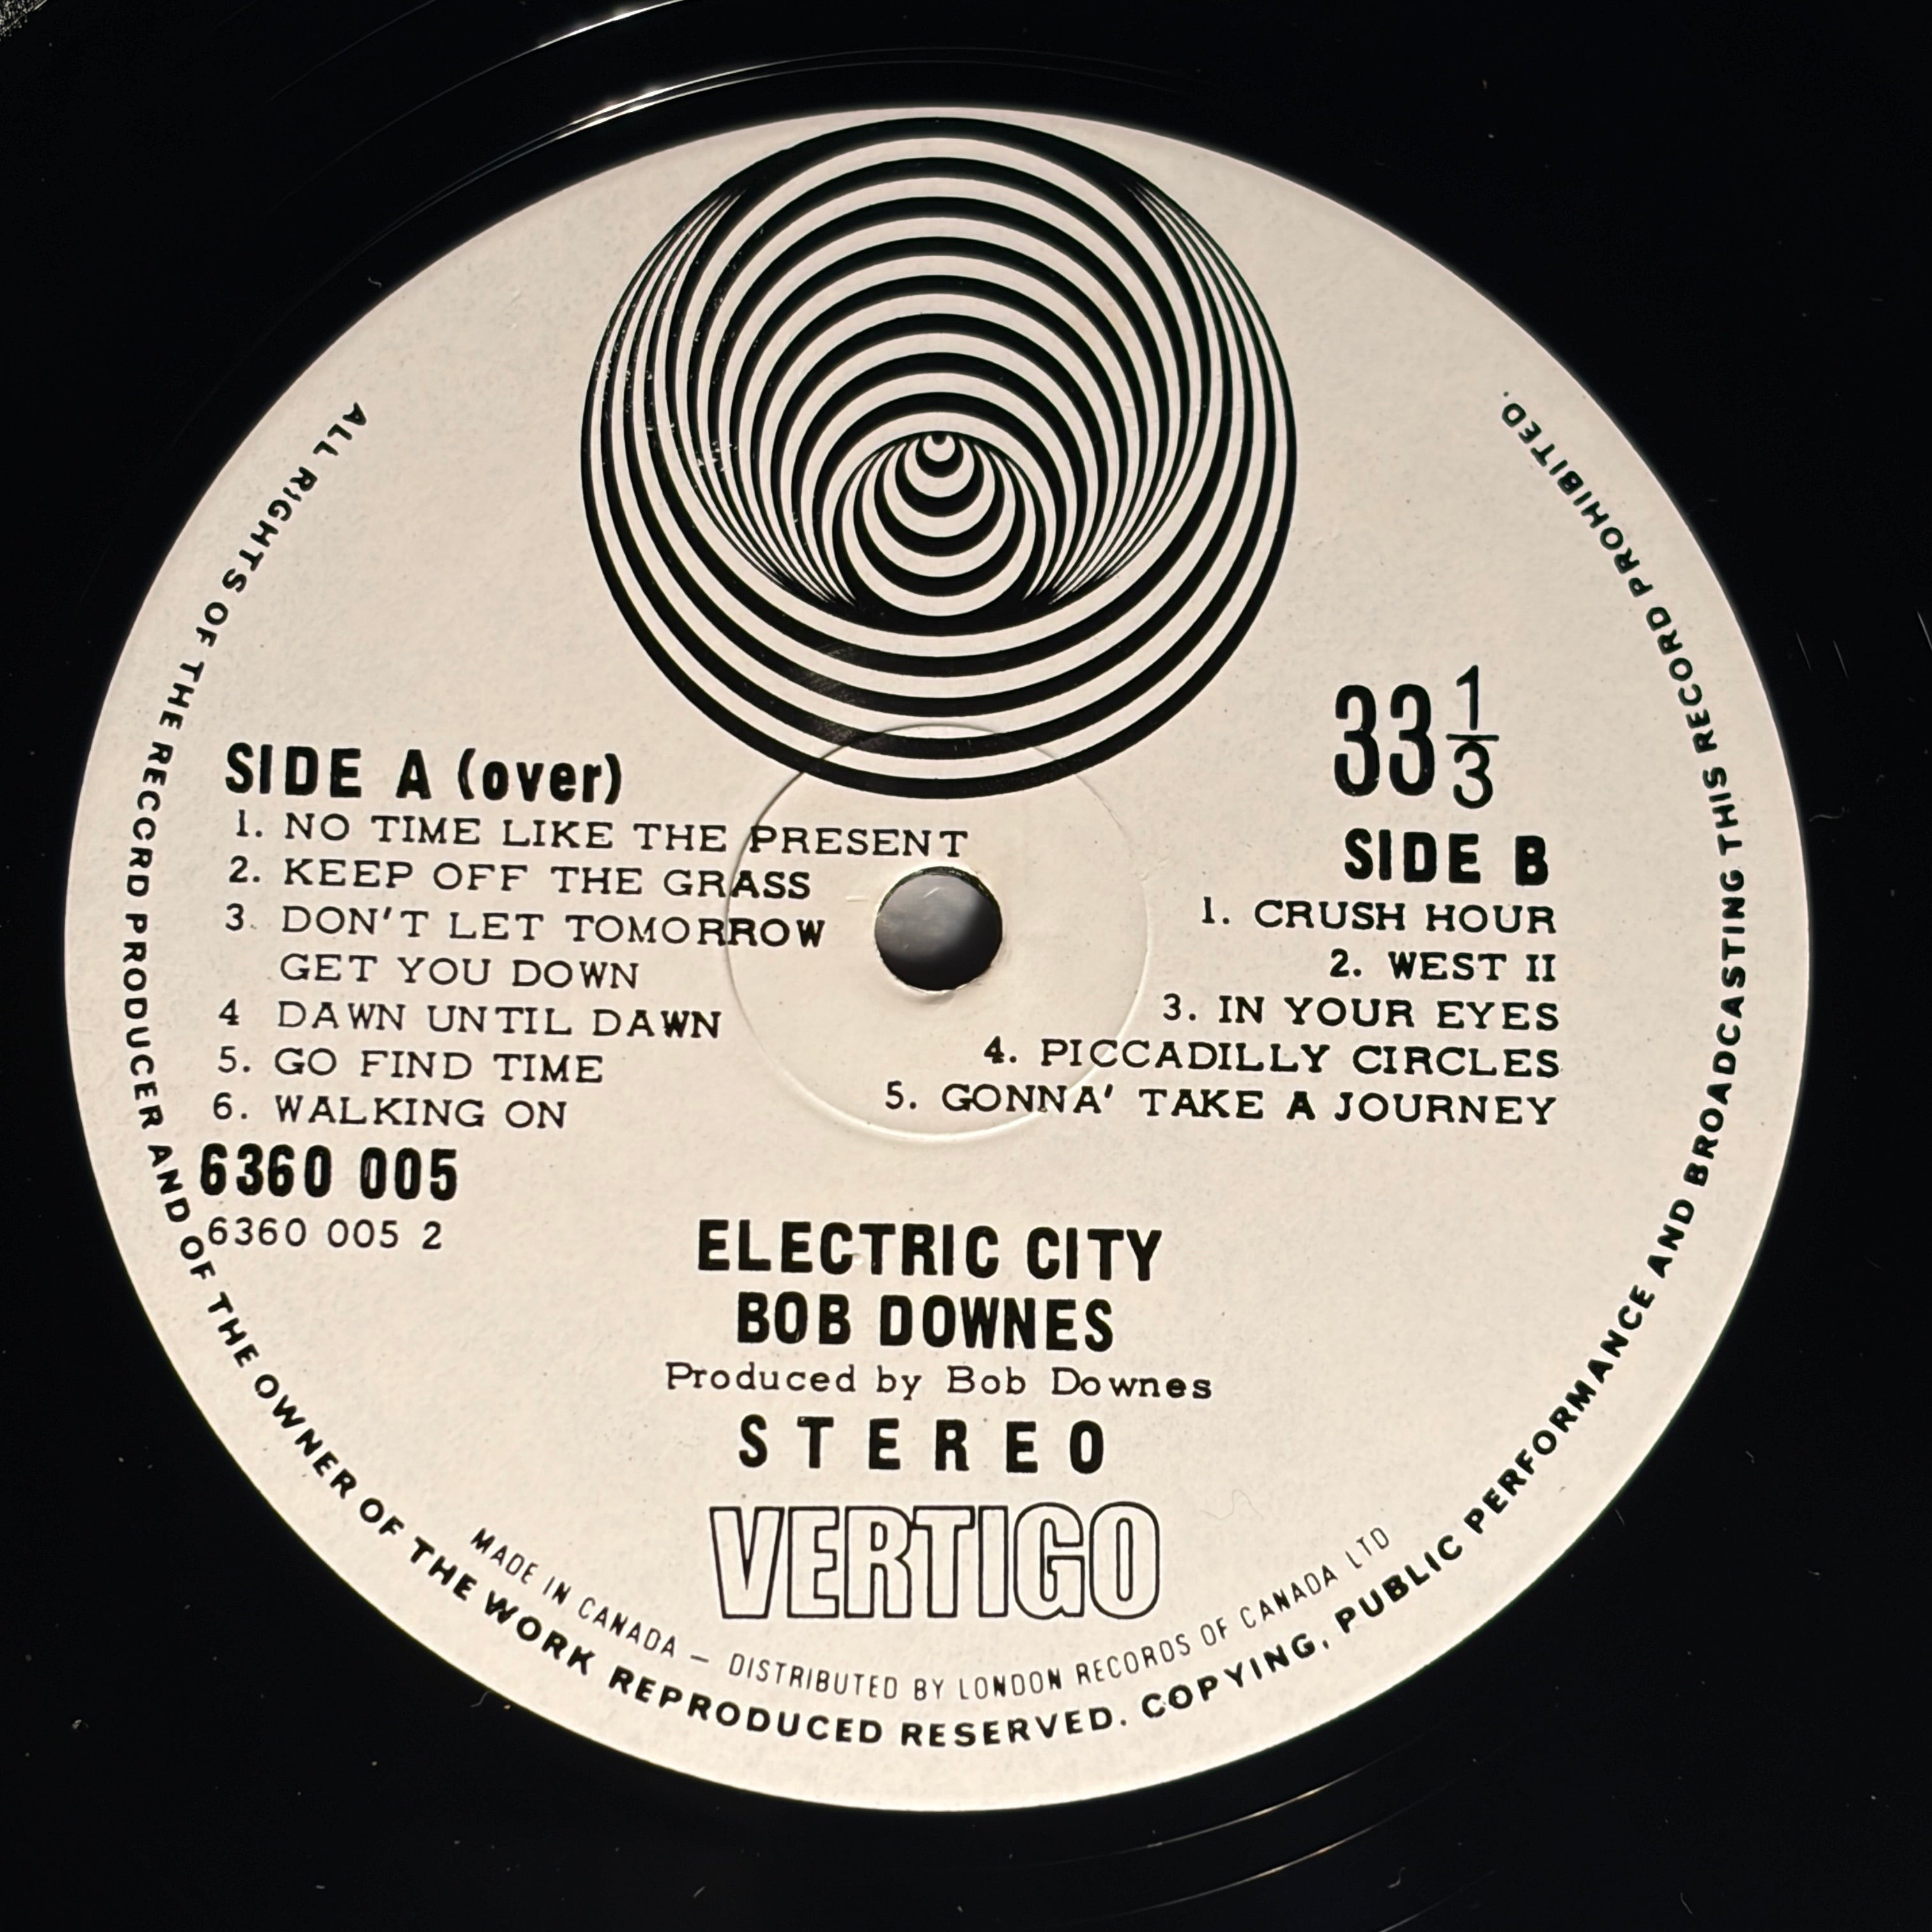 33 1/3
SIDE A (over)
1. NO TIME LIKE THE PRESENT
2. KEEP OFF THE GRASS
3. DON'T LET TOMORROW
GET YOU DOWN
4 DAWN UNTIL DAWN
5. GO FIND TIME
6. WALKING ON
6360 005
6360 005 2
SIDE B
1. CRUSH HOUR
2. WEST II
3. IN YOUR EYES
4. PICCADILLY CIRCLES
5. GONNA' TAKE A JOURNEY
ELECTRIC CITY
BOB DOWNES
Produced by Bob Downes
STEREO
VERTIGO
MADE IN CANADA — DISTRIBUTED BY LONDON RECORDS OF CANADA LTD
ALL RIGHTS OF THE RECCRD PRODUCER AND OF THE OWNER OF THE WORK REPRODUCED RESERVED. COPYING, PUBLIC PERFORMANCE AND BROADCASTING THIS RECORD PROHIBITED.